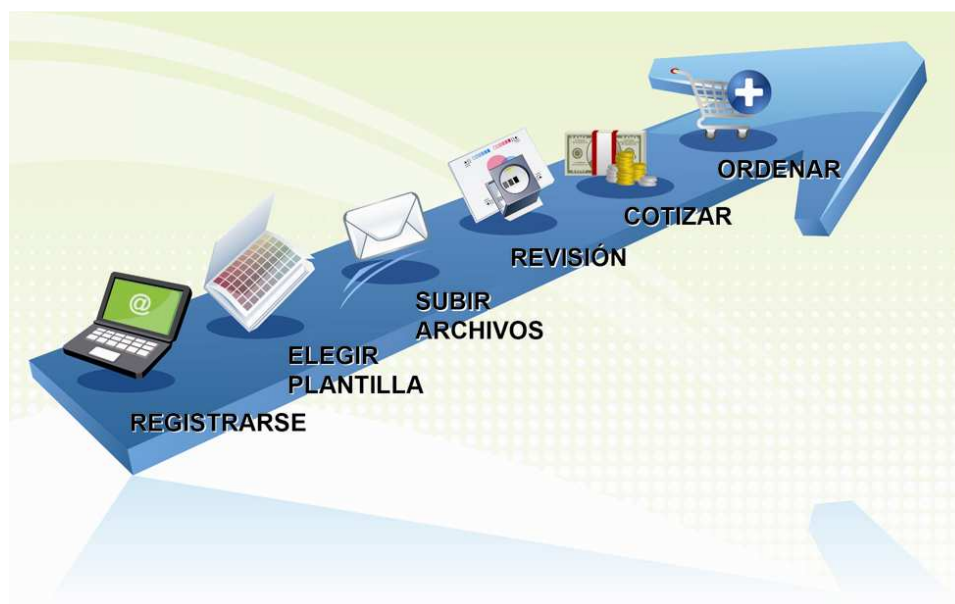 REGISTRARSE
ELEGIR
PLANTILLA
SUBIR
ARCHIVOS
REVISIÓN
COTIZAR
ORDENAR
@